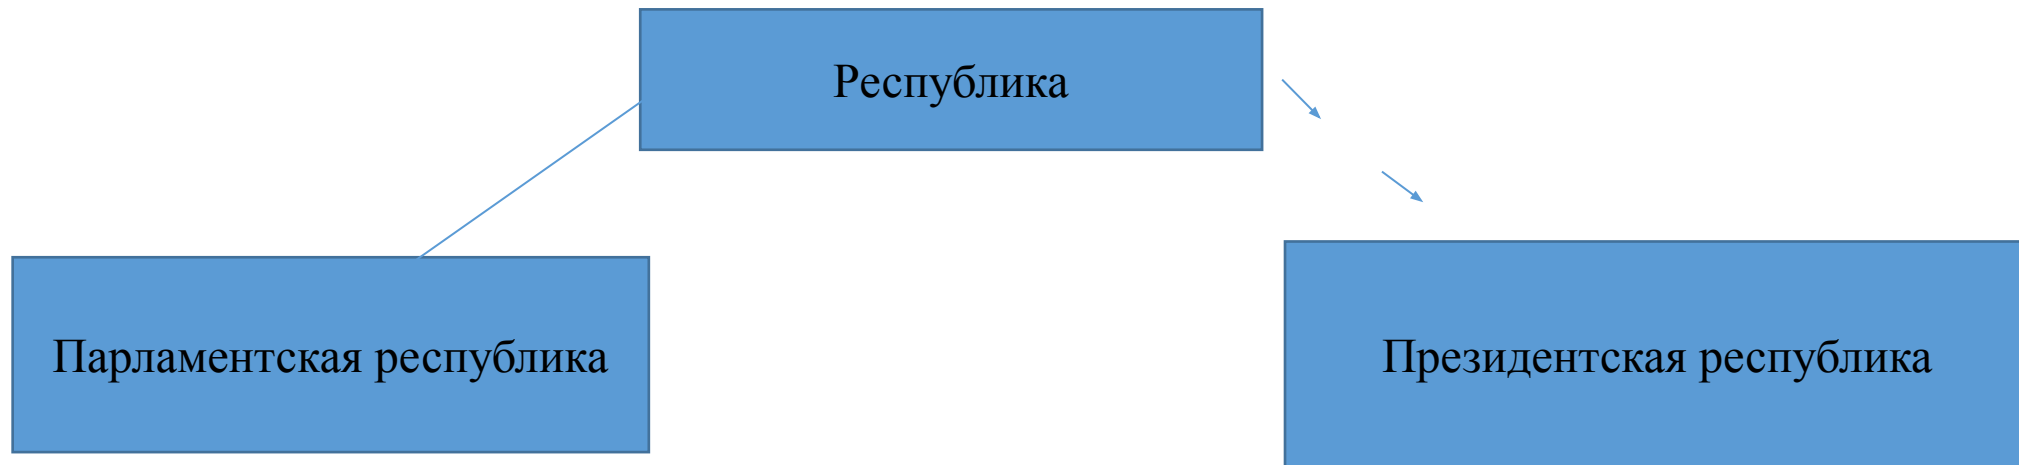 Республика
Парламентская республика
Президентская республика